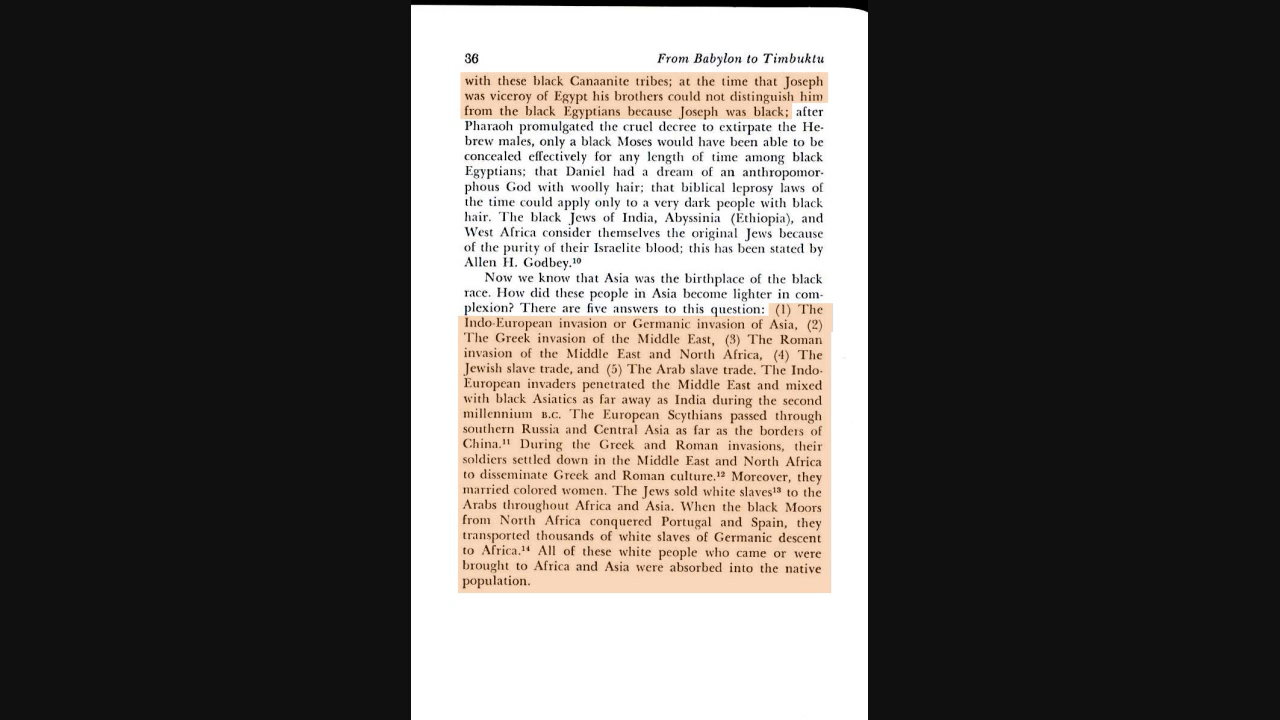 36 From Babylon to Timbuktu
with these black Canaanite tribes; at the time that Joseph
was viceroy of Egypt his brothers could not distinguish him
from the black Egyptians because Joseph was black; after
Pharaoh promulgated the cruel decree to extirpate the He-
brew males, only a black Moses would have been able to be
concealed effectively for any length of time among black
Egyptians; that Daniel had a dream of an anthropomor-
phous God with woolly hair; that biblical leprosy laws of
the time could apply only to a very dark people with black
hair. The black Jews of India, Abyssinia (Ethiopia), and
West Africa consider themselves the original Jews because
of the purity of their Israelite blood; this has been stated by
Allen H. Godbey.¹⁰
Now we know that Asia was the birthplace of the black
race. How did these people in Asia become lighter in com-
plexion? There are five answers to this question: (1) The
Indo-European invasion or Germanic invasion of Asia, (2)
The Greek invasion of the Middle East, (3) The Roman
invasion of the Middle East and North Africa, (4) The
Jewish slave trade, and (5) The Arab slave trade. The Indo-
European invaders penetrated the Middle East and mixed
with black Asiatics as far away as India during the second
millennium B.C. The European Scythians passed through
southern Russia and Central Asia as far as the borders of
China.¹¹ During the Greek and Roman invasions, their
soldiers settled down in the Middle East and North Africa
to disseminate Greek and Roman culture.¹² Moreover, they
married colored women. The Jews sold white slaves¹³ to the
Arabs throughout Africa and Asia. When the black Moors
from North Africa conquered Portugal and Spain, they
transported thousands of white slaves of Germanic descent
to Africa.¹⁴ All of these white people who came or were
brought to Africa and Asia were absorbed into the native
population.